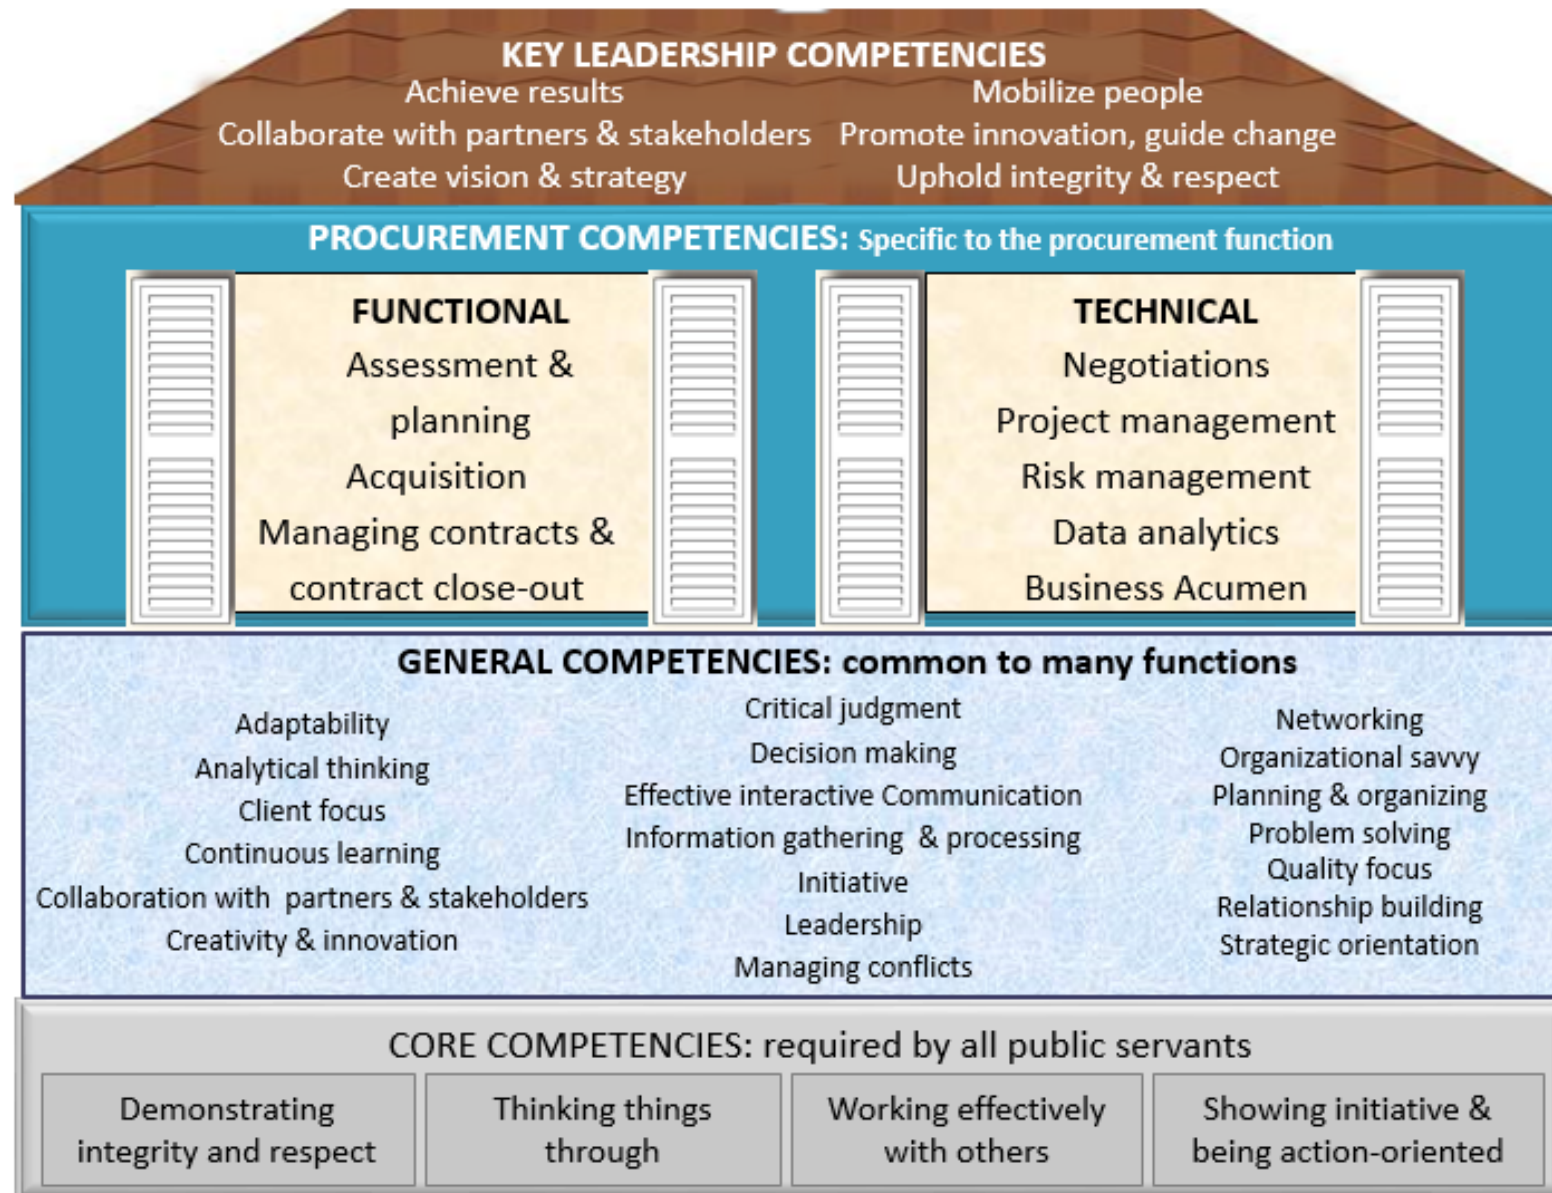 KEY LEADERSHIP COMPETENCIES
Achieve results
Collaborate with partners & stakeholders
Create vision & strategy
Mobilize people
Promote innovation, guide change
Uphold integrity & respect
PROCUREMENT COMPETENCIES: Specific to the procurement function
FUNCTIONAL
Assessment &
planning
Acquisition
Managing contracts &
contract close-out
TECHNICAL
Negotiations
Project management
Risk management
Data analytics
Business Acumen
GENERAL COMPETENCIES: common to many functions
Adaptability
Analytical thinking
Client focus
Continuous learning
Collaboration with partners & stakeholders
Creativity & innovation
Critical judgment
Decision making
Effective interactive Communication
Information gathering & processing
Initiative
Leadership
Managing conflicts
Networking
Organizational savvy
Planning & organizing
Problem solving
Quality focus
Relationship building
Strategic orientation
CORE COMPETENCIES: required by all public servants
Demonstrating
integrity and respect
Thinking things
through
Working effectively
with others
Showing initiative &
being action-oriented